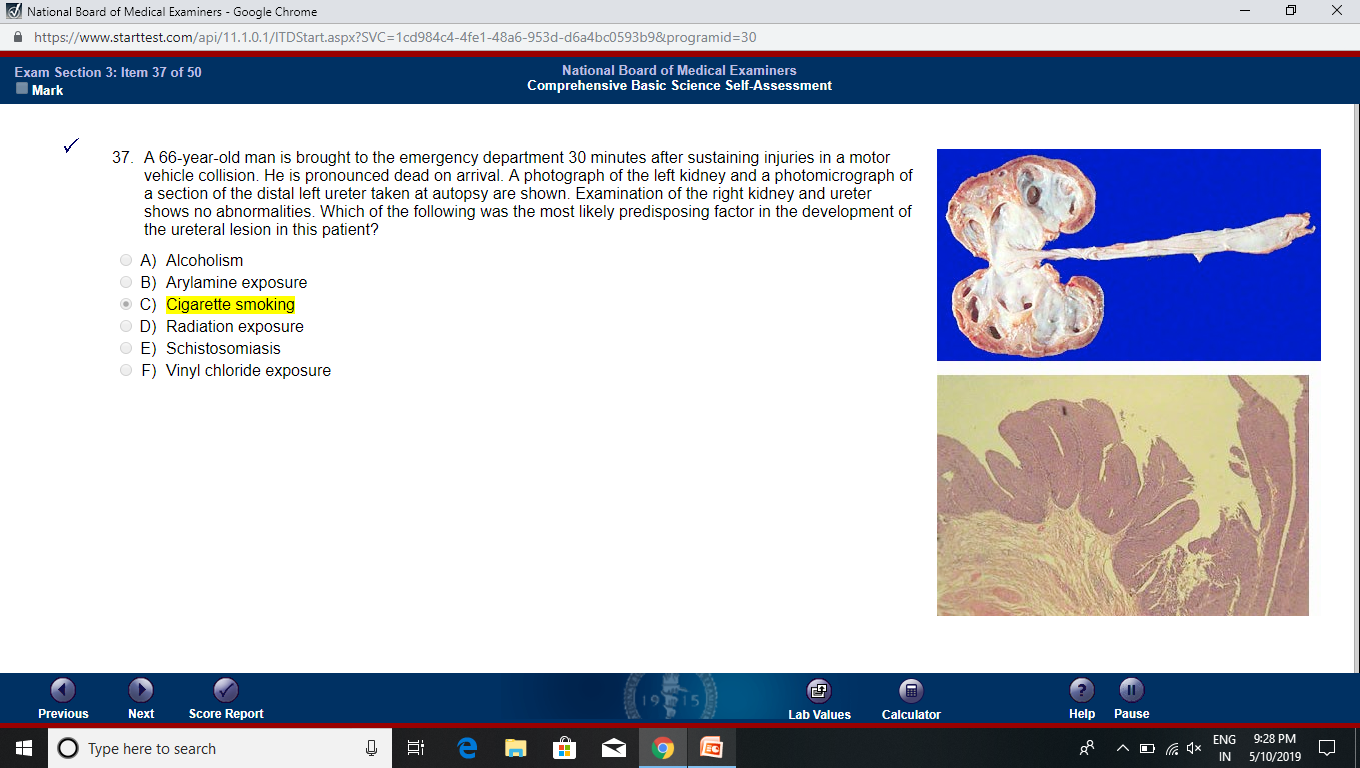 National Board of Medical Examiners - Google Chrome
https://www.starttest.com/api/11.1.0.1/ITDStart.aspx?SVC=1cd984c4-4fe1-48a6-953d-d6a4bc0593b9&programid=30
Exam Section 3: Item 37 of 50
National Board of Medical Examiners
Mark
Comprehensive Basic Science Self-Assessment
37. A 66-year-old man is brought to the emergency department 30 minutes after sustaining injuries in a motor
vehicle collision. He is pronounced dead on arrival. A photograph of the left kidney and a photomicrograph of
a section of the distal left ureter taken at autopsy are shown. Examination of the right kidney and ureter
shows no abnormalities. Which of the following was the most likely predisposing factor in the development of
the ureteral lesion in this patient?
A) Alcoholism
B) Arylamine exposure
C) Cigarette smoking
D) Radiation exposure
E) Schistosomiasis
F) Vinyl chloride exposure
1915
Previous
Next
Score Report
Lab Values
Calculator
Help
Pause
Type here to search
ENG
IN
9:28 PM
5/10/2019